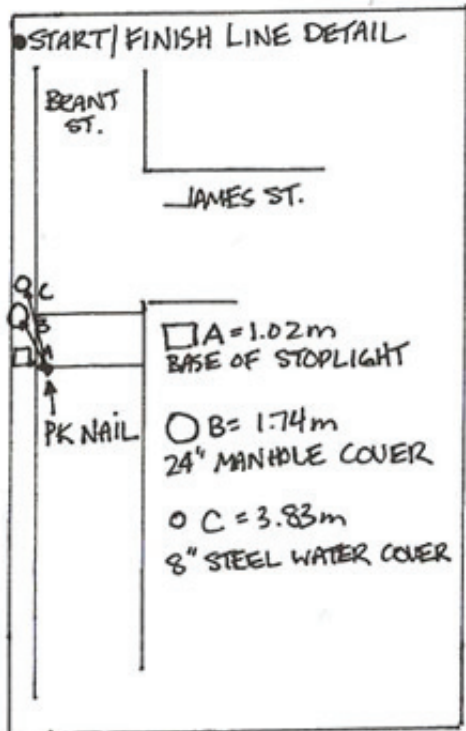 START/FINISH LINE DETAIL
BRANT
ST.
JAMES ST.
C
B
A
A = 1.02m
BASE OF STOPLIGHT
PK NAIL
B = 1.74m
24" MANHOLE COVER
C = 3.83m
8" STEEL WATER COVER